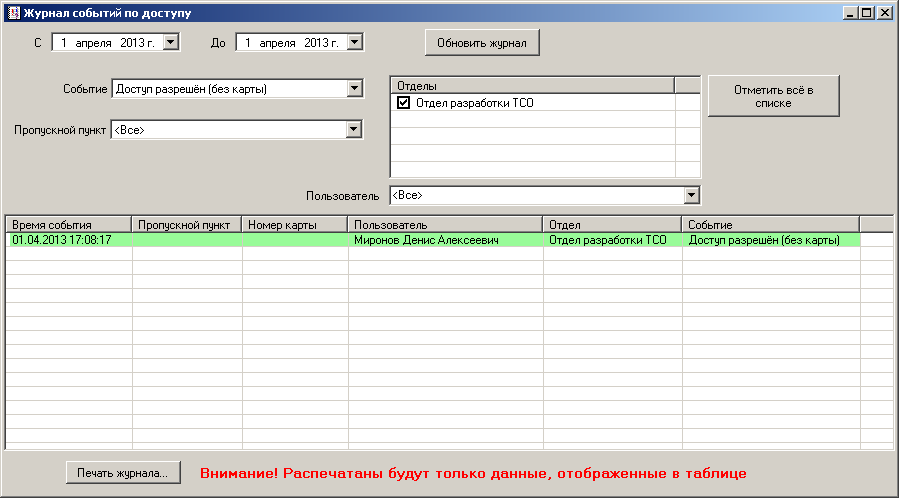 Журнал событий по доступу
С 1 апреля 2013 г. До 1 апреля 2013 г. Обновить журнал
Событие Доступ разрешён (без карты)
Пропускной пункт <Все>
Отделы
Отдел разработки ТСО
Отметить всё в
списке
Пользователь <Все>
Время события Пропускной пункт Номер карты Пользователь Отдел Событие
01.04.2013 17:08:17 Миронов Денис Алексеевич Отдел разработки ТСО Доступ разрешён (без карты)
Печать журнала... Внимание! Распечатаны будут только данные, отображенные в таблице